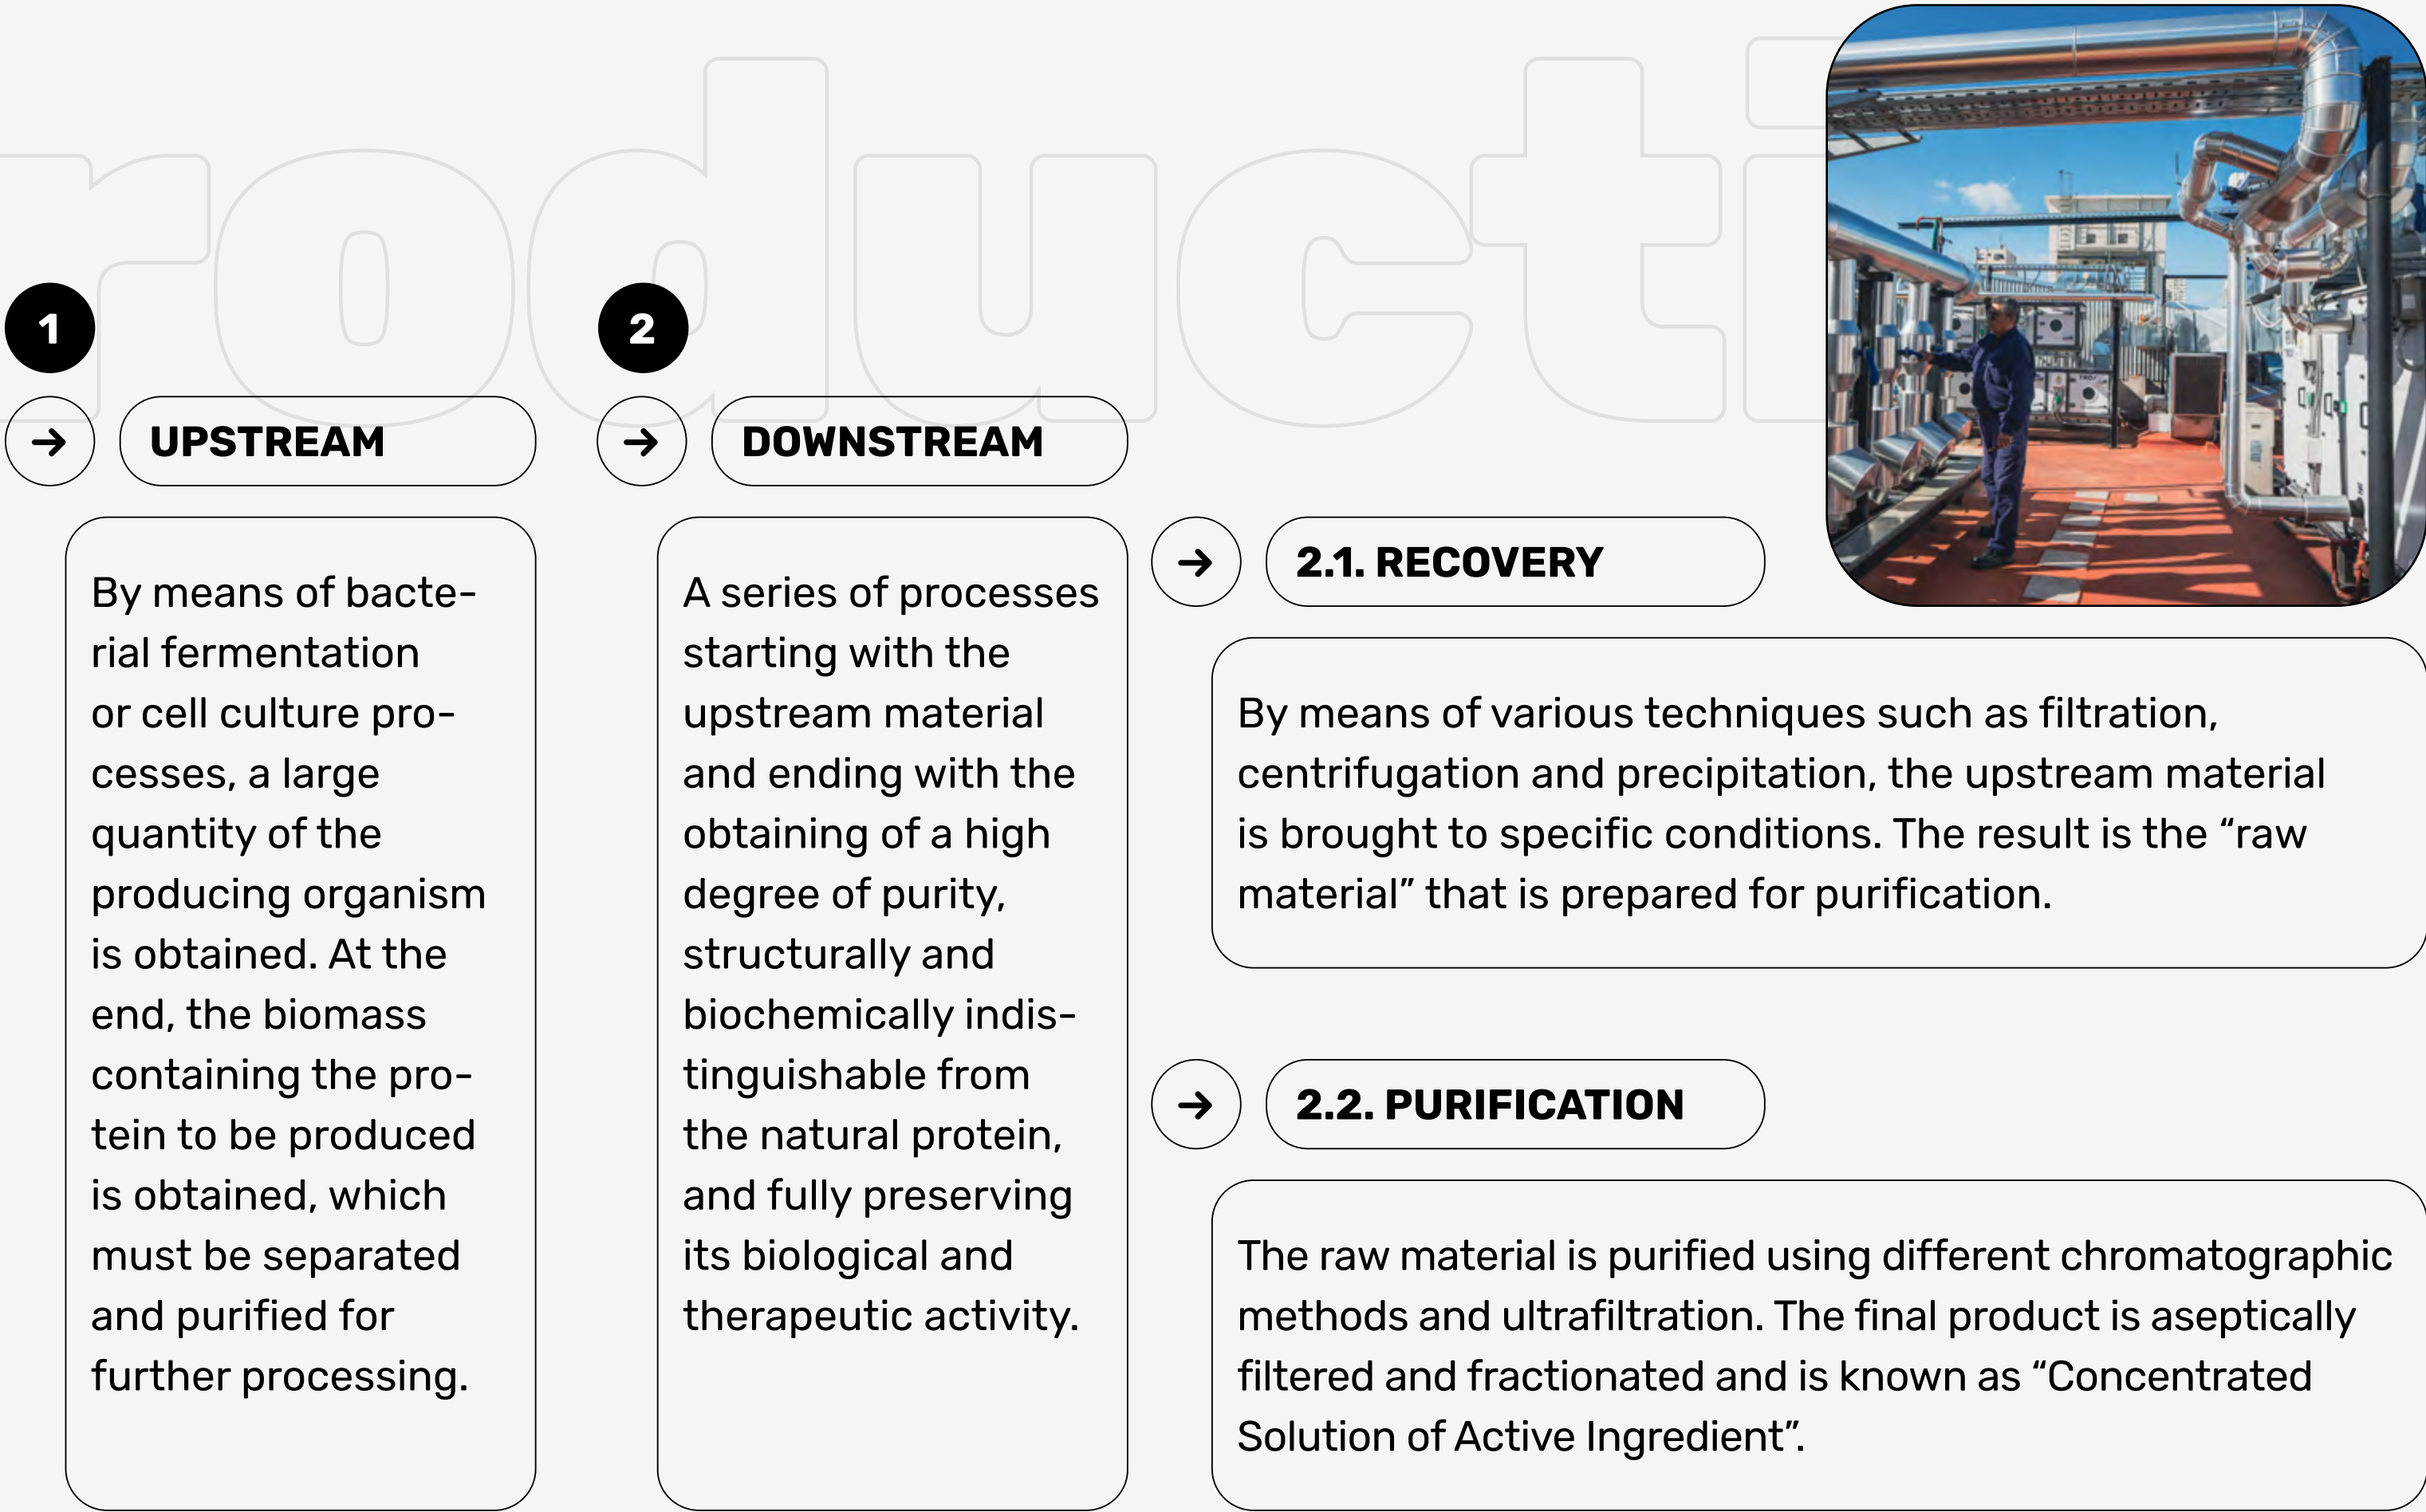 roducti
1
UPSTREAM
By means of bacte-
rial fermentation
or cell culture pro-
cesses, a large
quantity of the
producing organism
is obtained. At the
end, the biomass
containing the pro-
tein to be produced
is obtained, which
must be separated
and purified for
further processing.
2
DOWNSTREAM
A series of processes
starting with the
upstream material
and ending with the
obtaining of a high
degree of purity,
structurally and
biochemically indis-
tinguishable from
the natural protein,
and fully preserving
its biological and
therapeutic activity.
2.1. RECOVERY
By means of various techniques such as filtration,
centrifugation and precipitation, the upstream material
is brought to specific conditions. The result is the “raw
material” that is prepared for purification.
2.2. PURIFICATION
The raw material is purified using different chromatographic
methods and ultrafiltration. The final product is aseptically
filtered and fractionated and is known as “Concentrated
Solution of Active Ingredient”.